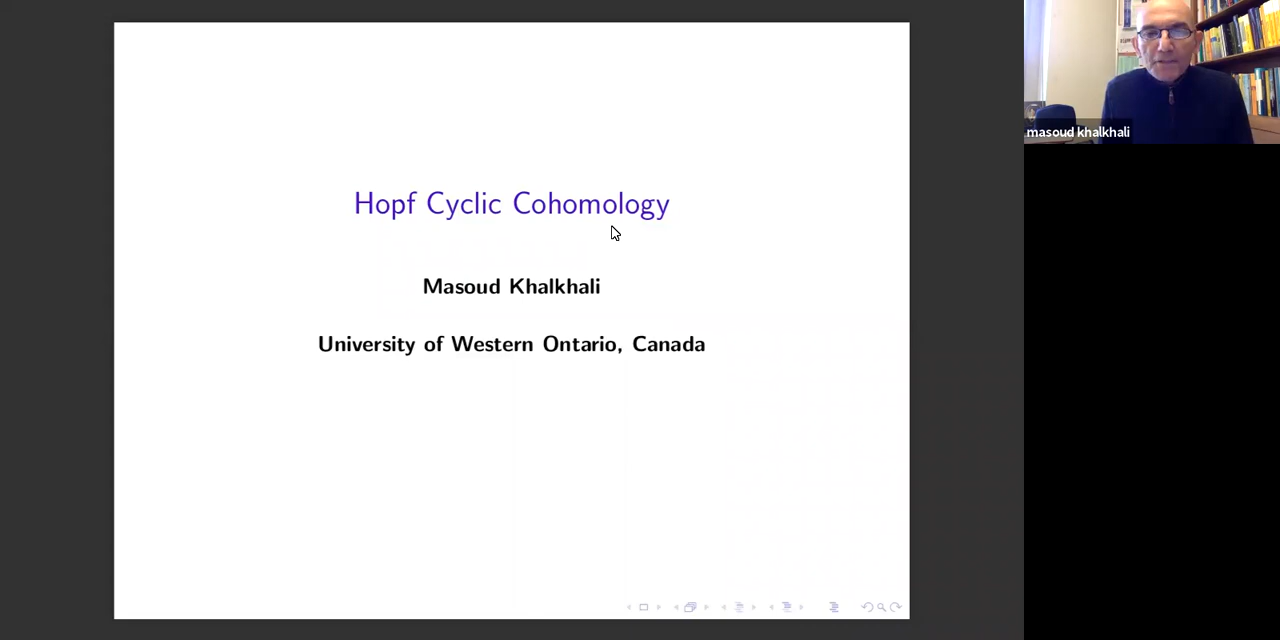 Hopf Cyclic Cohomology
Masoud Khalkhali
University of Western Ontario, Canada
masoud khalkhali